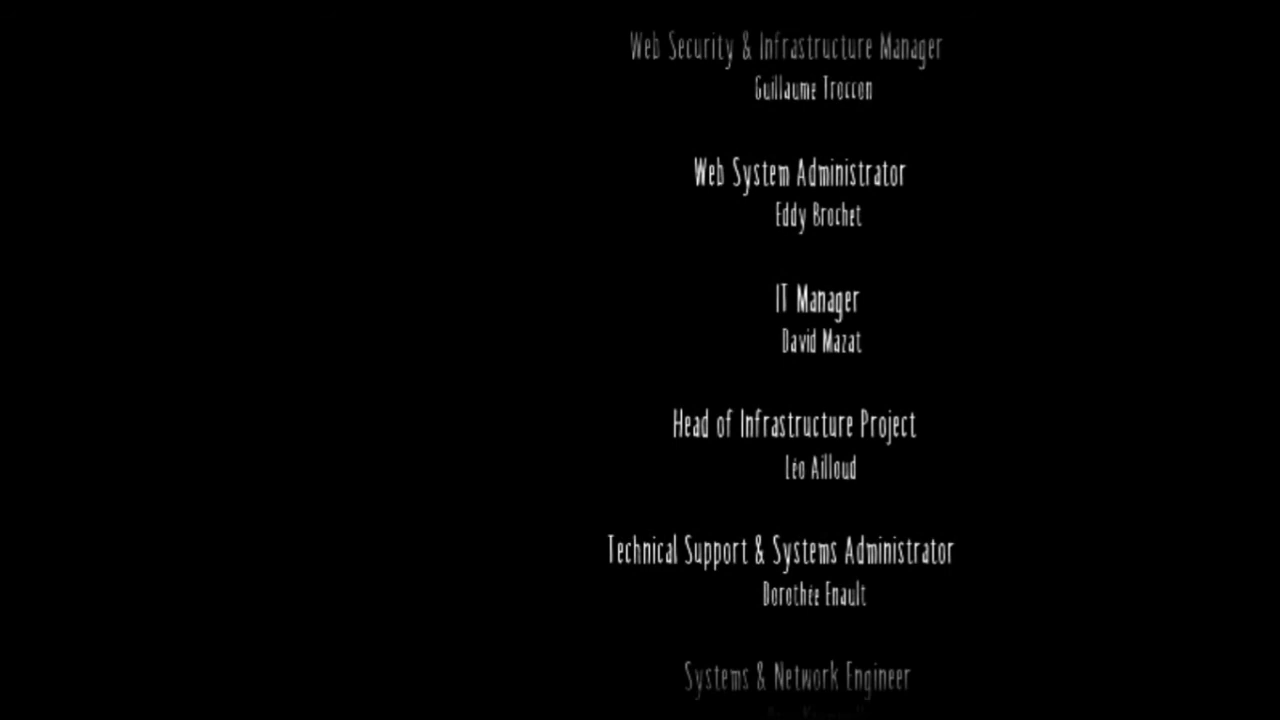 Web Security & Infrastructure Manager
Guillaume Troccon
Web System Administrator
Eddy Brochet
IT Manager
David Mazat
Head of Infrastructure Project
Léo Ailloud
Technical Support & Systems Administrator
Dorothée Enault
Systems & Network Engineer